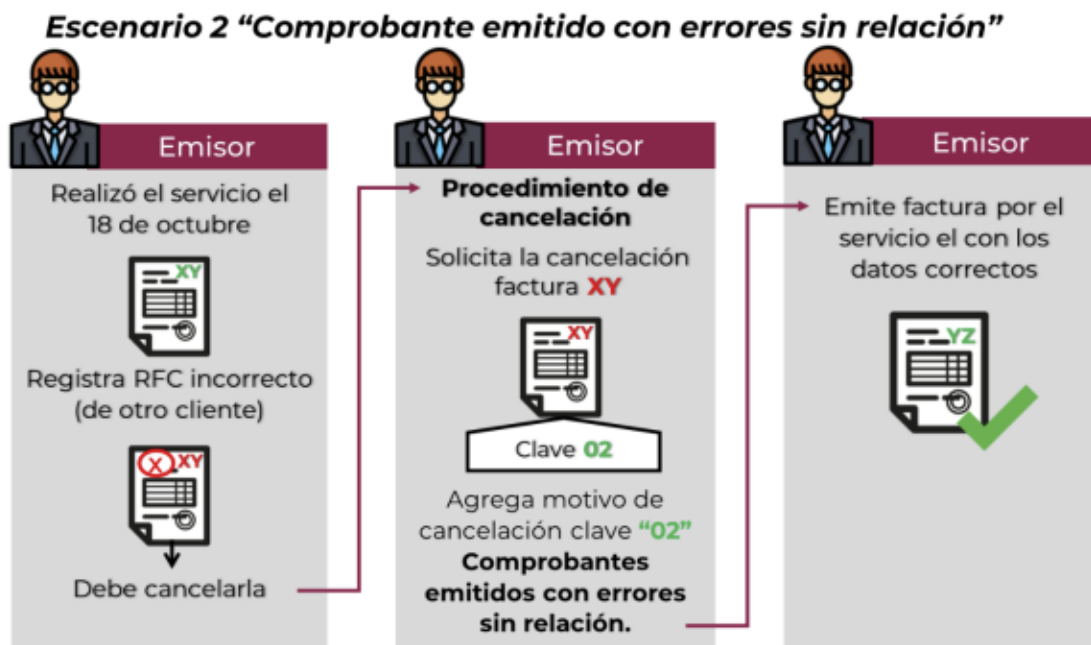 Escenario 2 “Comprobante emitido con errores sin relación”
Emisor
Realizó el servicio el
18 de octubre
XY
Registra RFC incorrecto
(de otro cliente)
X XY
Debe cancelarla
Emisor
Procedimiento de
cancelación
Solicita la cancelación
factura XY
XY
Clave 02
Agrega motivo de
cancelación clave “02”
Comprobantes
emitidos con errores
sin relación.
Emisor
Emite factura por el
servicio el con los
datos correctos
YZ